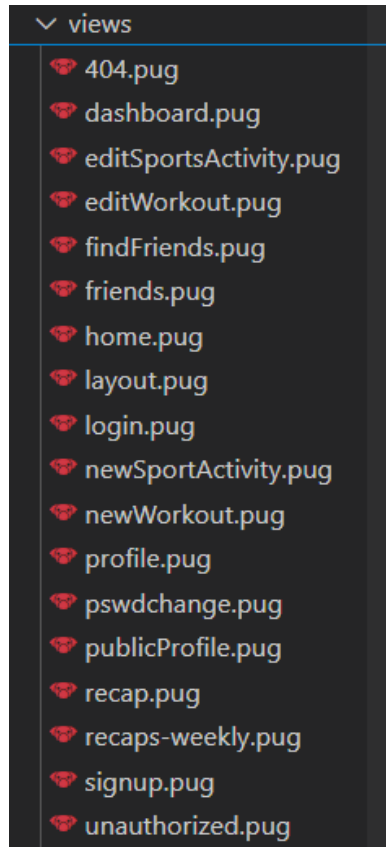 views
404.pug
dashboard.pug
editSportsActivity.pug
editWorkout.pug
findFriends.pug
friends.pug
home.pug
layout.pug
login.pug
newSportActivity.pug
newWorkout.pug
profile.pug
pswdchange.pug
publicProfile.pug
recap.pug
recaps-weekly.pug
signup.pug
unauthorized.pug